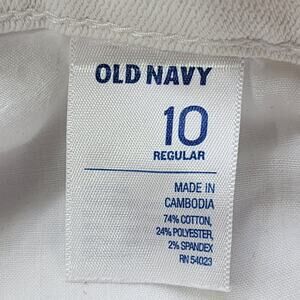 OLD NAVY
10
REGULAR
MADE IN
CAMBODIA
74% COTTON,
24% POLYESTER,
2% SPANDEX
RN 54023